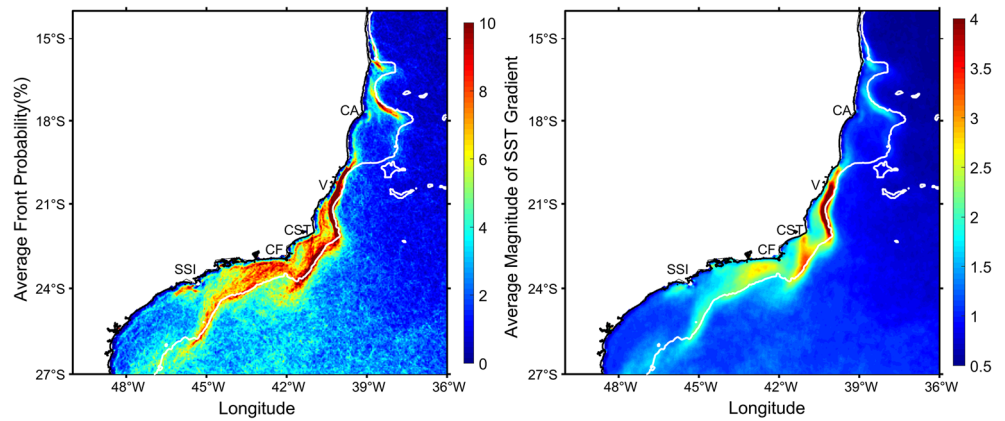 Average Front Probability(%)
15°S
18°S
21°S
24°S
27°S
48°W
45°W
42°W
39°W
36°W
Longitude
CA
V
CST
CF
SSI
10
8
6
4
2
0
Average Magnitude of SST Gradient
15°S
18°S
21°S
24°S
27°S
48°W
45°W
42°W
39°W
36°W
Longitude
CA
V
CST
CF
SSI
4
3.5
3
2.5
2
1.5
1
0.5